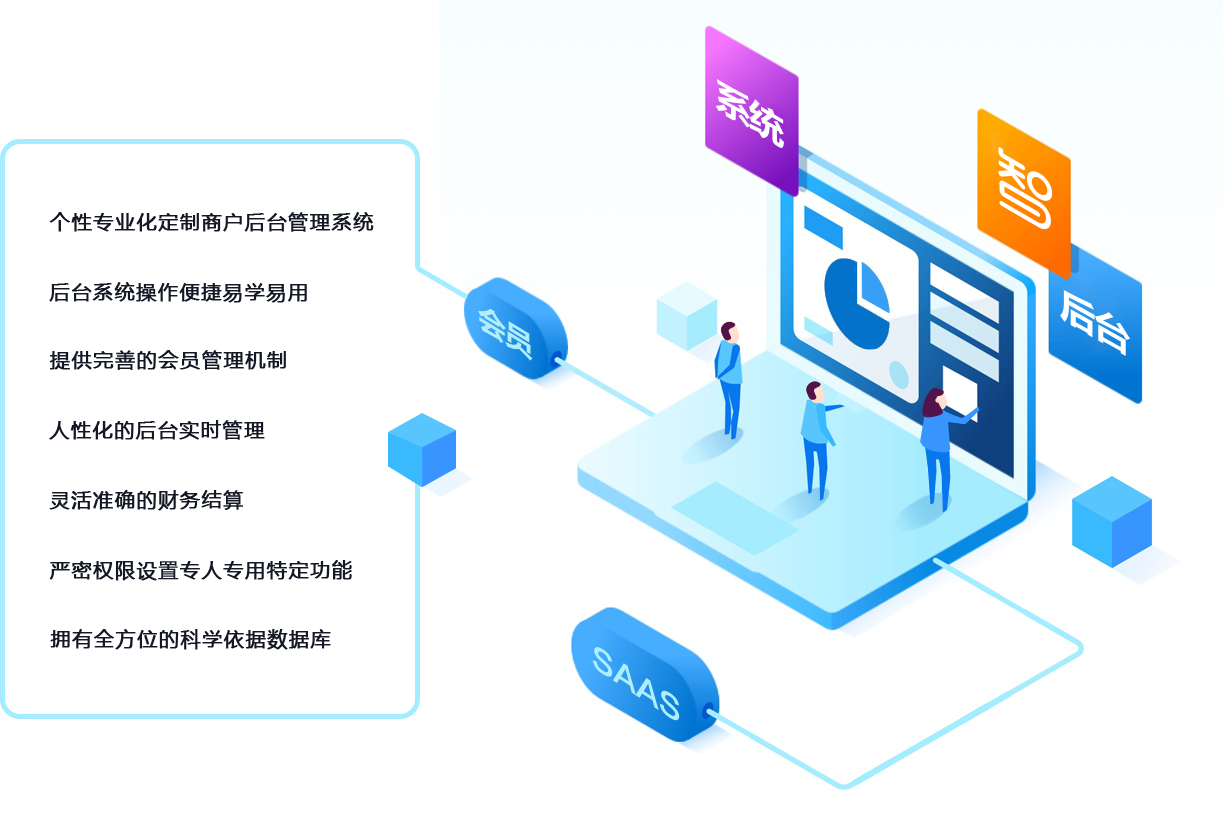 个性专业化定制商户后台管理系统
后台系统操作便捷易学易用
提供完善的会员管理机制
人性化的后台实时管理
灵活准确的财务结算
严密权限设置专人专用特定功能
拥有全方位的科学依据数据库
系统
智
后台
会员
SAAS